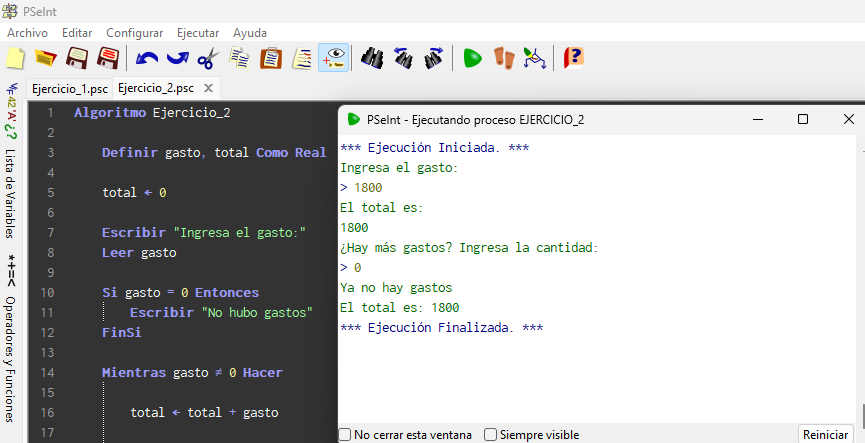 PSeInt
Archivo Editar Configurar Ejecutar Ayuda
Ejercicio_1.psc Ejercicio_2.psc
Lista de Variables
*+=<
Operadores y Funciones
1 Algoritmo Ejercicio_2
2
3 Definir gasto, total Como Real
4
5 total ← 0
6
7 Escribir "Ingresa el gasto:"
8 Leer gasto
9
10 Si gasto = 0 Entonces
11 Escribir "No hubo gastos"
12 FinSi
13
14 Mientras gasto ≠ 0 Hacer
15
16 total ← total + gasto
17
PSeInt - Ejecutando proceso EJERCICIO_2
*** Ejecución Iniciada. ***
Ingresa el gasto:
> 1800
El total es:
1800
¿Hay más gastos? Ingresa la cantidad:
> 0
Ya no hay gastos
El total es: 1800
*** Ejecución Finalizada. ***
No cerrar esta ventana Siempre visible Reiniciar